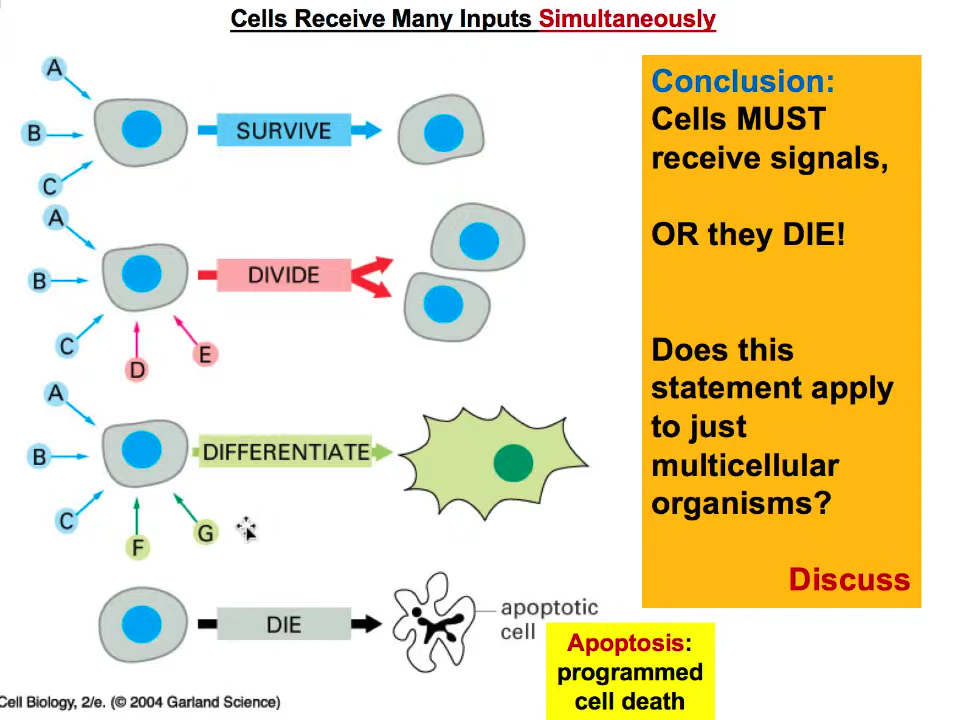 Cells Receive Many Inputs Simultaneously
A
B
C
SURVIVE
A
B
C
D
E
DIVIDE
A
B
C
F
G
DIFFERENTIATE
DIE
apoptotic
cell
Apoptosis:
programmed
cell death
Conclusion:
Cells MUST
receive signals,
OR they DIE!
Does this
statement apply
to just
multicellular
organisms?
Discuss
Cell Biology, 2/e. (© 2004 Garland Science)